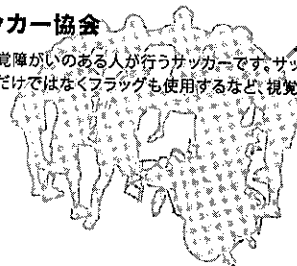 ッカー協会
覚障がいのある人が行うサッカーです。サッ
だけではなくフラッグも使用するなど、視覚